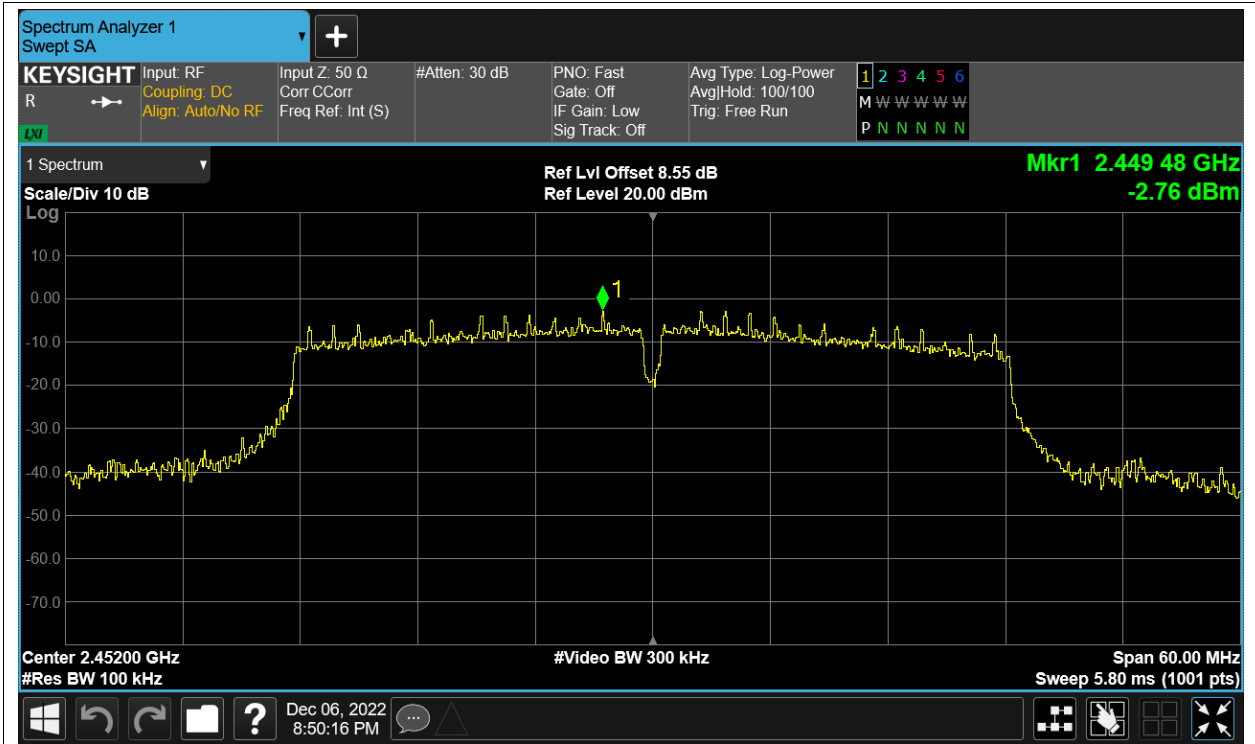 Spectrum Analyzer 1
Swept SA
KEYSIGHT
R
LXI
Input: RF
Coupling: DC
Align: Auto/No RF
Input Z: 50 Ω
Corr CCorr
Freq Ref: Int (S)
#Atten: 30 dB
PNO: Fast
Gate: Off
IF Gain: Low
Sig Track: Off
Avg Type: Log-Power
Avg|Hold: 100/100
Trig: Free Run
1 2 3 4 5 6
M W W W W W
P N N N N N
1 Spectrum
Scale/Div 10 dB
Log
Ref Lvl Offset 8.55 dB
Ref Level 20.00 dBm
Mkr1 2.449 48 GHz
-2.76 dBm
1
10.0
0.00
-10.0
-20.0
-30.0
-40.0
-50.0
-60.0
-70.0
Center 2.45200 GHz
#Res BW 100 kHz
#Video BW 300 kHz
Span 60.00 MHz
Sweep 5.80 ms (1001 pts)
?
Dec 06, 2022
8:50:16 PM